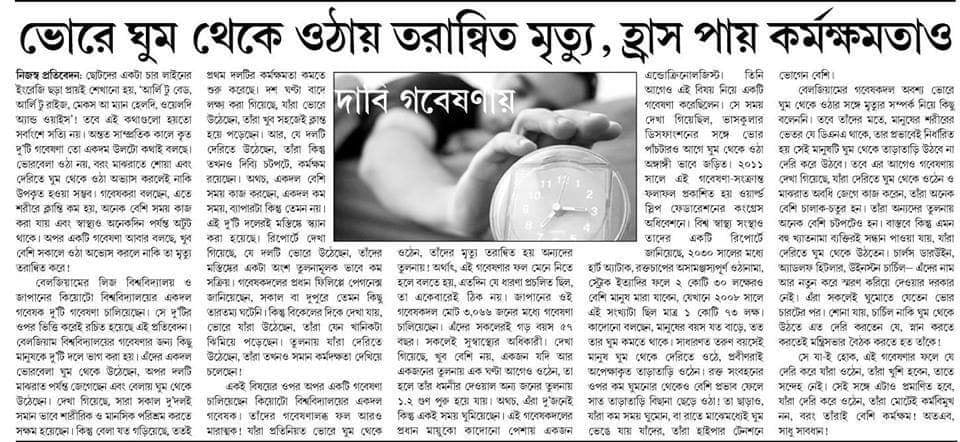 ভোরে ঘুম থেকে ওঠায় তরান্বিত মৃত্যু, হ্রাস পায় কর্মক্ষমতাও
নিজস্ব প্রতিবেদন: ছোটদের একটা চার লাইনের
ইংরেজি ছড়া প্রায়ই শেখানো হয়, ‘আর্লি টু বেড,
আর্লি টু রাইজ, মেকস আ ম্যান হেলদি, ওয়েলদি
অ্যান্ড ওয়াইস’! তবে এই কথাগুলো হয়তো
সর্বাংশে সত্যি নয়। অন্তত সাম্প্রতিক কালে কৃত
দু’টি গবেষণা তো একদম উলটো কথাই বলছে।
ভোরবেলা ওঠা নয়, বরং মাঝরাতে শোয়া এবং
দেরিতে ঘুম থেকে ওঠা অভ্যাস করলেই নাকি
উপকৃত হওয়া সম্ভব। গবেষকরা বলছেন, এতে
শরীরে ক্লান্তি কম হয়, অনেক বেশি সময় কাজ
করা যায় এবং স্বাস্থ্যও অনেকদিন পর্যন্ত অটুট
থাকে। অপর একটি গবেষণা আবার বলছে, খুব
বেশি সকালে ওঠা অভ্যেস করলে নাকি তা মৃত্যু
তরান্বিত করে!
বেলজিয়ামের লিজ বিশ্ববিদ্যালয় ও
জাপানের কিয়োটো বিশ্ববিদ্যালয়ের একদল
গবেষক দু’টি গবেষণা চালিয়েছেন। সে দু’টির
ওপর ভিত্তি করেই রচিত হয়েছে এই প্রতিবেদন।
বেলজিয়াম বিশ্ববিদ্যালয়ের গবেষণার জন্য কিছু
মানুষকে দু’টি দলে ভাগ করা হয়। এঁদের একদল
ভোরবেলা ঘুম থেকে উঠেছেন, অপর দলটি
মাঝরাত পর্যন্ত জেগেছেন এবং বেলায় ঘুম থেকে
উঠেছেন। দেখা গিয়েছে, সারা সকাল দু’দলই
সমান ভাবে শারীরিক ও মানসিক পরিশ্রম করতে
সক্ষম হয়েছেন। কিন্তু বেলা যত গড়িয়েছে, ততই
প্রথম দলটির কর্মক্ষমতা কমতে
শুরু করেছে। দশ ঘণ্টা বাদে
লক্ষ্য করা গিয়েছে, যাঁরা ভোরে
উঠেছেন, তাঁরা খুব সহজেই ক্লান্ত
হয়ে পড়েছেন। আর, যে দলটি
দেরিতে উঠেছেন, তাঁরা কিন্তু
তখনও দিব্যি চটপটে, কর্মক্ষম
রয়েছেন। অথচ, একদল বেশি
সময় কাজ করছেন, একদল কম
সময়, ব্যাপারটা কিন্তু তেমন নয়।
এই দু’টি দলেরই মস্তিষ্কে স্ক্যান
করা হয়েছে। রিপোর্টে দেখা
গিয়েছে, যে দলটি ভোরে উঠেছেন, তাঁদের
মস্তিষ্কের একটা অংশ তুলনামূলক ভাবে কম
সক্রিয়। গবেষকদলের প্রধান ফিলিপ্পে পেগনেক্স
জানিয়েছেন, সকাল বা দুপুরে তেমন কিছু
তারতম্য ঘটেনি। কিন্তু বিকেলের দিকে দেখা যায়,
ভোরে যাঁরা উঠেছেন, তাঁরা যেন খানিকটা
ঝিমিয়ে পড়েছেন। তুলনায় যাঁরা দেরিতে
উঠেছেন, তাঁরা তখনও সমান কর্মদক্ষতা দেখিয়ে
চলেছেন!
একই বিষয়ের ওপর অপর একটি গবেষণা
চালিয়েছেন কিয়োটো বিশ্ববিদ্যালয়ের একদল
গবেষক। তাঁদের গবেষণালব্ধ ফল আরও
মারাত্মক! যাঁরা প্রতিনিয়ত ভোরে ঘুম থেকে
দাবি গবেষণায়
ওঠেন, তাঁদের মৃত্যু তরান্বিত হয় অন্যদের
তুলনায়! অর্থাৎ, এই গবেষণার ফল মেনে নিতে
হলে বলতে হয়, এতদিন যে ধারণা প্রচলিত ছিল,
তা একেবারেই ঠিক নয়। জাপানের ওই
গবেষকদল মোট ৩,০৬৬ জনের মধ্যে গবেষণা
চালিয়েছেন। এঁদের সকলেরই গড় বয়স ৫৭
বছর। সকলেই সুস্বাস্থ্যের অধিকারী। দেখা
গিয়েছে, খুব বেশি নয়, একজন যদি আর
একজনের তুলনায় এক ঘণ্টা আগেও ওঠেন, তা
হলে তাঁর ধমনীর দেওয়াল অন্য জনের তুলনায়
১.২ গুণ পুরু হয়ে যায়। অথচ, এঁরা দু’জনেই
কিন্তু একই সময় ঘুমিয়েছেন। এই গবেষকদলের
প্রধান মায়ুকো কাদোনো পেশায় একজন
এন্ডোক্রিনোলজিস্ট। তিনি
আগেও এই বিষয় নিয়ে একটি
গবেষণা করেছিলেন। সে সময়
দেখা গিয়েছিল, ভাসকুলার
ডিসফাংশনের সঙ্গে ভোর
পাঁচটারও আগে ঘুম থেকে ওঠা
অঙ্গাঙ্গী ভাবে জড়িত। ২০১১
সালে এই গবেষণা-সংক্রান্ত
ফলাফল প্রকাশিত হয় ওয়ার্ল্ড
স্লিপ ফেডারেশনের কংগ্রেস
অধিবেশনে। বিশ্ব স্বাস্থ্য সংস্থাও
তাদের একটি রিপোর্টে
জানিয়েছে, ২০৩০ সালের মধ্যে
হার্ট অ্যাটাক, রক্তচাপের অসামঞ্জস্যপূর্ণ ওঠানামা,
স্ট্রোক ইত্যাদির ফলে ২ কোটি ৩০ লক্ষেরও
বেশি মানুষ মারা যাবেন, যেখানে ২০০৮ সালে
এই সংখ্যাটা ছিল মাত্র ১ কোটি ৭৩ লক্ষ।
কাদোনো বলছেন, মানুষের বয়স যত বাড়ে, তত
তার ঘুম কমতে থাকে। সাধারণত তরুণ বয়সেই
মানুষ ঘুম থেকে দেরিতে ওঠে, প্রবীণরাই
অপেক্ষাকৃত তাড়াতাড়ি ওঠেন। রক্ত সংবহনের
ওপর কম ঘুমনোর থেকেও বেশি প্রভাব ফেলে
সাত তাড়াতাড়ি বিছানা ছেড়ে ওঠা। তা ছাড়াও,
যাঁরা কম সময় ঘুমোন, বা রাতে মাঝেমধ্যেই ঘুম
ভেঙে যায় যাঁদের, তাঁরা হাইপার টেনশনে
ভোগেন বেশি।
বেলজিয়ামের গবেষকদল অবশ্য ভোরে
ঘুম থেকে ওঠার সঙ্গে মৃত্যুর সম্পর্ক নিয়ে কিছু
বলেননি। তবে তাঁদের মতে, মানুষের শরীরের
ভেতর যে ডিএনএ থাকে, তার প্রভাবেই নির্ধারিত
হয় সেই মানুষটি ঘুম থেকে তাড়াতাড়ি উঠবে না
দেরি করে উঠবে। তবে এর আগেও গবেষণায়
দেখা গিয়েছে, যাঁরা দেরিতে ঘুম থেকে ওঠেন ও
মাঝরাত অবধি জেগে কাজ করেন, তাঁরা অনেক
বেশি চালাক-চতুর হন। তাঁরা অন্যদের তুলনায়
অনেক বেশি চটপটেও হন। বাস্তবে কিন্তু এমন
বহু খ্যাতনামা ব্যক্তিরই সন্ধান পাওয়া যায়, যাঁরা
দেরিতে ঘুম থেকে উঠতেন। চার্লস ডারউইন,
অ্যাডলফ হিটলার, উইনস্টন চার্চিল— এঁদের নাম
আর নতুন করে স্মরণ করিয়ে দেওয়ার দরকার
নেই। এঁরা সকলেই ঘুমোতে যেতেন ভোর
চারটের পর। শোনা যায়, চার্চিল নাকি ঘুম থেকে
উঠতে এত দেরি করতেন যে, স্নান করতে
করতেই মন্ত্রিসভার বৈঠক করতে হত তাঁকে!
সে যা-ই হোক, এই গবেষণার ফলে যে
দেরি করে যাঁরা ওঠেন, তাঁরা খুশি হবেন, তাতে
সন্দেহ নেই। সেই সঙ্গে এটাও প্রমাণিত হবে,
যাঁরা দেরি করে ওঠেন, তাঁরা মোটেই কর্মবিমুখ
নন, বরং তাঁরাই বেশি কর্মক্ষম! অতএব,
সাধু সাবধান!